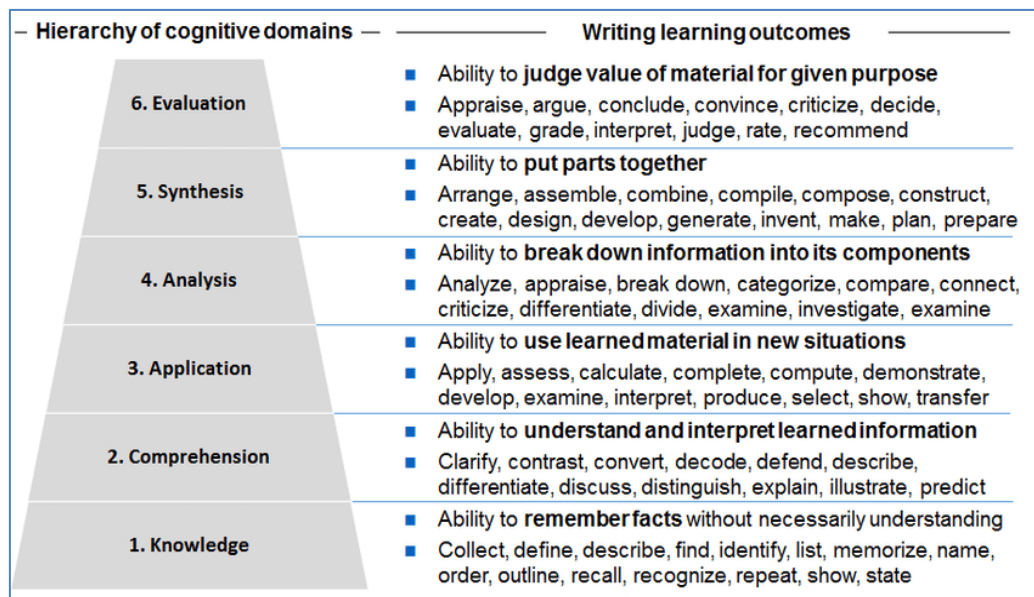 Hierarchy of cognitive domains
Writing learning outcomes
6. Evaluation
Ability to judge value of material for given purpose
Appraise, argue, conclude, convince, criticize, decide,
evaluate, grade, interpret, judge, rate, recommend
5. Synthesis
Ability to put parts together
Arrange, assemble, combine, compile, compose, construct,
create, design, develop, generate, invent, make, plan, prepare
4. Analysis
Ability to break down information into its components
Analyze, appraise, break down, categorize, compare, connect,
criticize, differentiate, divide, examine, investigate, examine
3. Application
Ability to use learned material in new situations
Apply, assess, calculate, complete, compute, demonstrate,
develop, examine, interpret, produce, select, show, transfer
2. Comprehension
Ability to understand and interpret learned information
Clarify, contrast, convert, decode, defend, describe,
differentiate, discuss, distinguish, explain, illustrate, predict
1. Knowledge
Ability to remember facts without necessarily understanding
Collect, define, describe, find, identify, list, memorize, name,
order, outline, recall, recognize, repeat, show, state